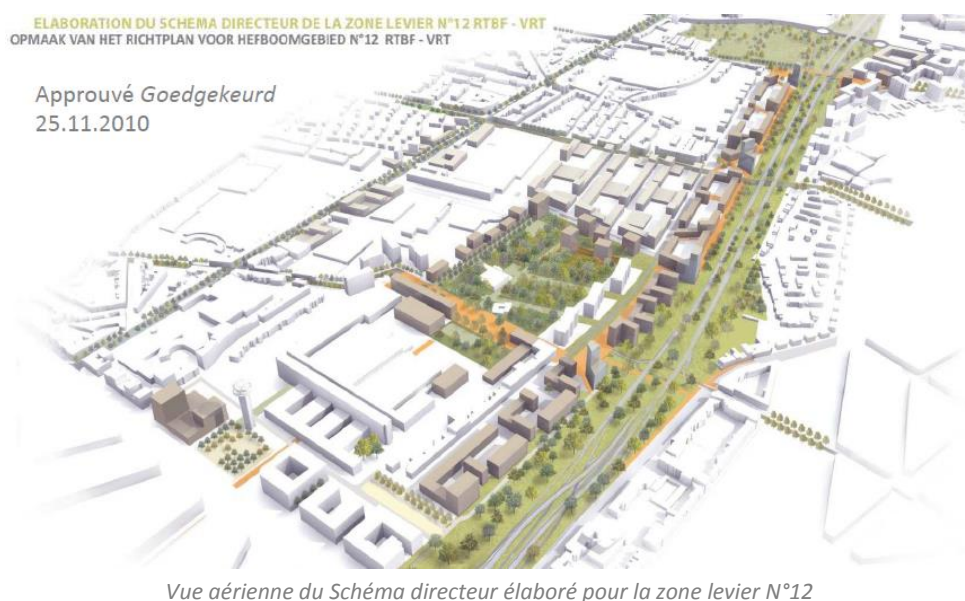 ELABORATION DU SCHÉMA DIRECTEUR DE LA ZONE LEVIER N°12 RTBF - VRT
OPMAAK VAN HET RICHTPLAN VOOR HEFBOOMGEBIED N°12 RTBF - VRT
Approuvé Goedgekeurd
25.11.2010
Vue aérienne du Schéma directeur élaboré pour la zone levier N°12